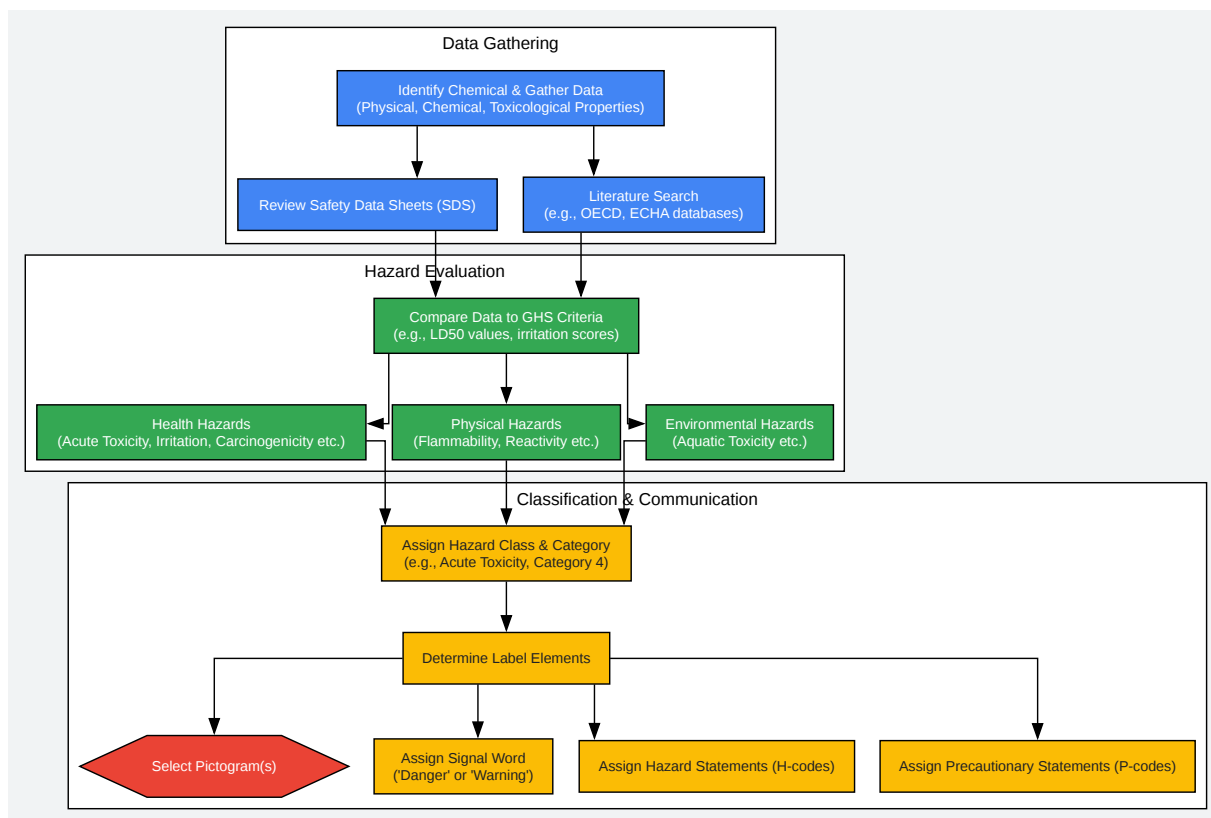 Data Gathering
Identify Chemical & Gather Data
(Physical, Chemical, Toxicological Properties)
Review Safety Data Sheets (SDS)
Literature Search
(e.g., OECD, ECHA databases)
Hazard Evaluation
Compare Data to GHS Criteria
(e.g., LD50 values, irritation scores)
Health Hazards
(Acute Toxicity, Irritation, Carcinogenicity etc.)
Physical Hazards
(Flammability, Reactivity etc.)
Environmental Hazards
(Aquatic Toxicity etc.)
Classification & Communication
Assign Hazard Class & Category
(e.g., Acute Toxicity, Category 4)
Determine Label Elements
Select Pictogram(s)
Assign Signal Word
('Danger' or 'Warning')
Assign Hazard Statements (H-codes)
Assign Precautionary Statements (P-codes)